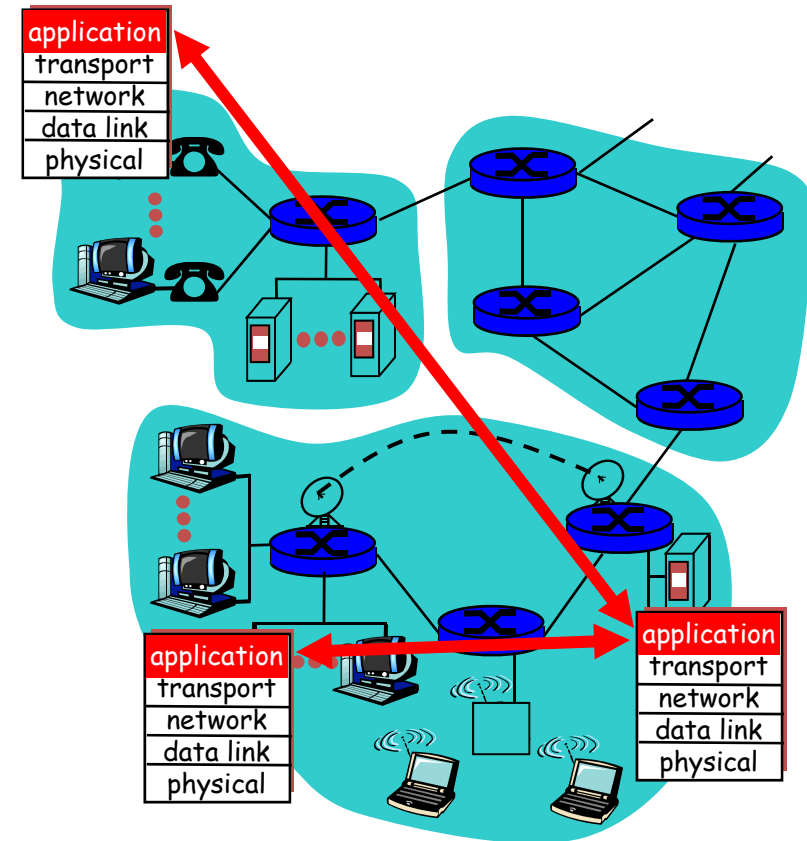 application
transport
network
data link
physical
application
transport
network
data link
physical
application
transport
network
data link
physical